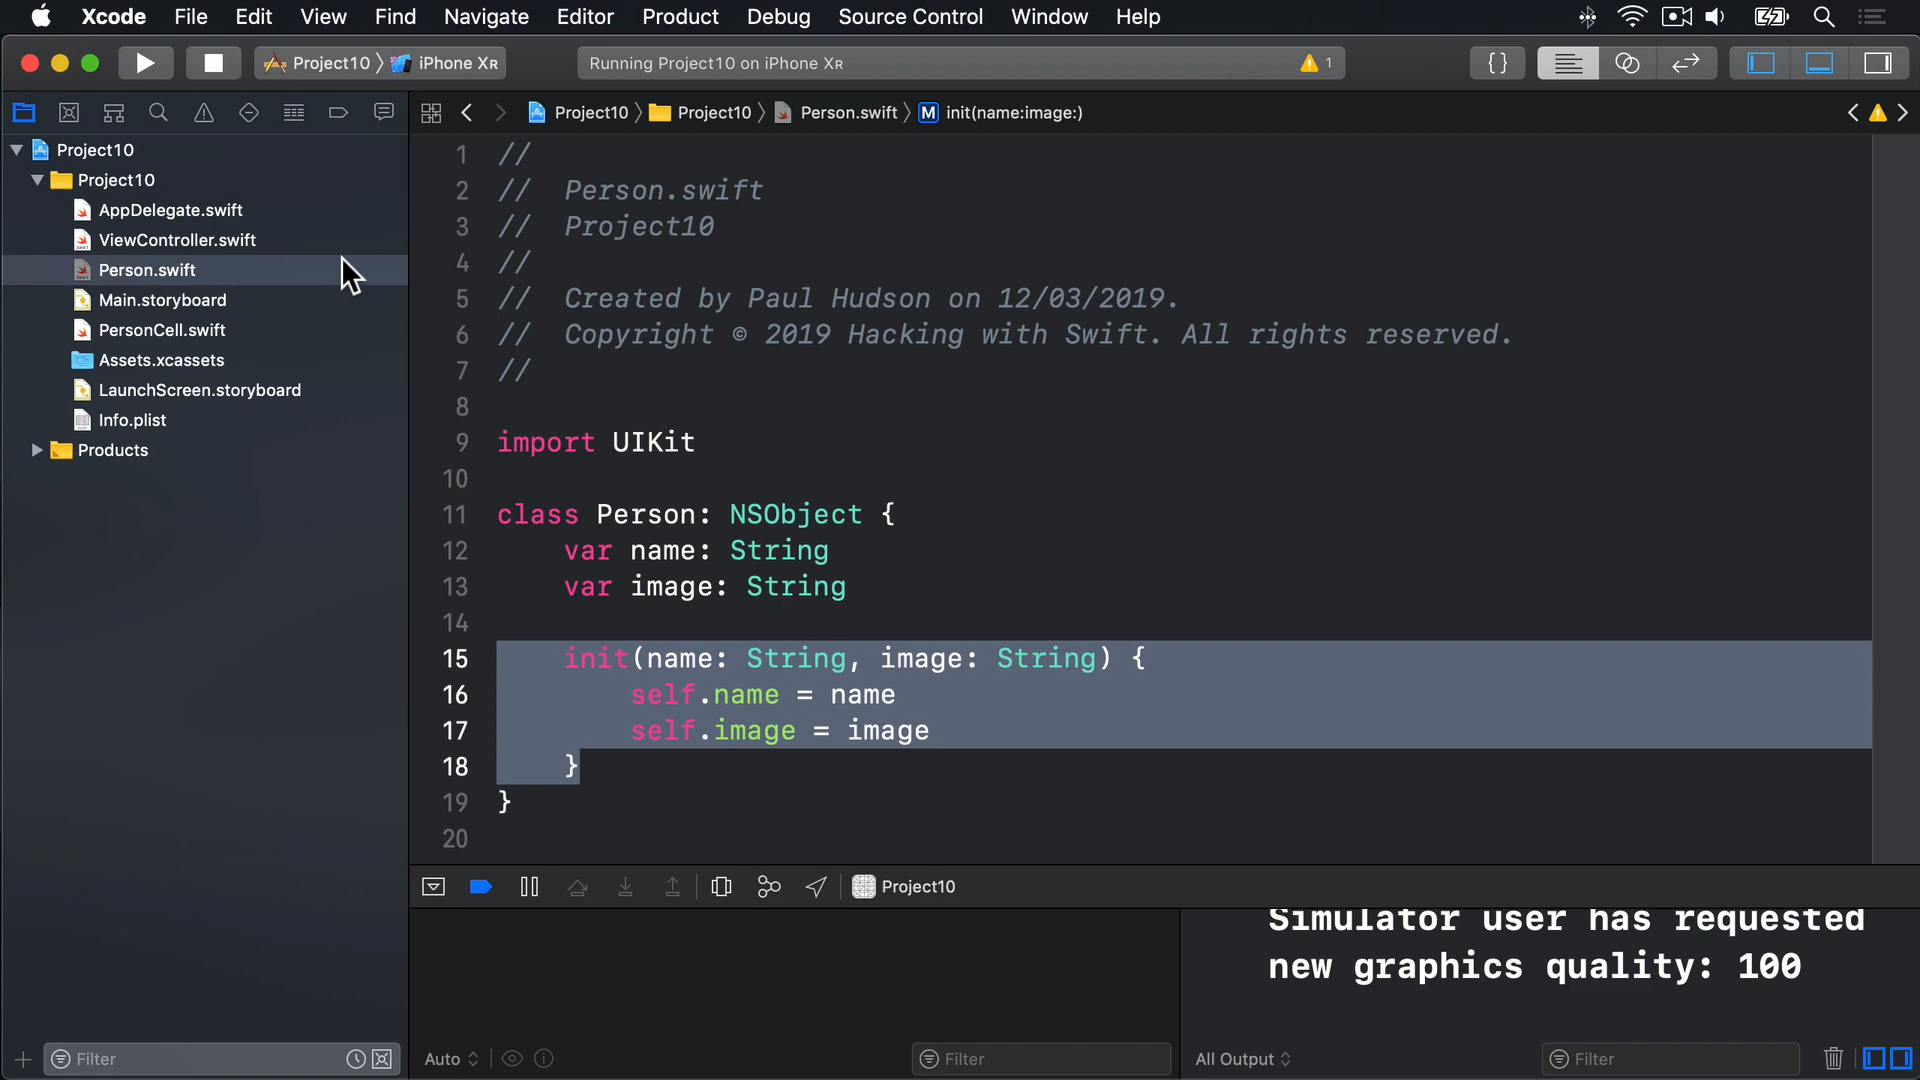 Xcode File Edit View Find Navigate Editor Product Debug Source Control Window Help
Project10 iPhone XR
Running Project10 on iPhone XR 1
{}
Project10 Project10 Person.swift M init(name:image:)
Project10
Project10
AppDelegate.swift
ViewController.swift
Person.swift
Main.storyboard
PersonCell.swift
Assets.xcassets
LaunchScreen.storyboard
Info.plist
Products
1 //
2 // Person.swift
3 // Project10
4 //
5 // Created by Paul Hudson on 12/03/2019.
6 // Copyright © 2019 Hacking with Swift. All rights reserved.
7 //
8
9 import UIKit
10
11 class Person: NSObject {
12 var name: String
13 var image: String
14
15 init(name: String, image: String) {
16 self.name = name
17 self.image = image
18 }
19 }
20
Project10
Simulator user has requested
new graphics quality: 100
Filter
Auto
Filter
All Output
Filter